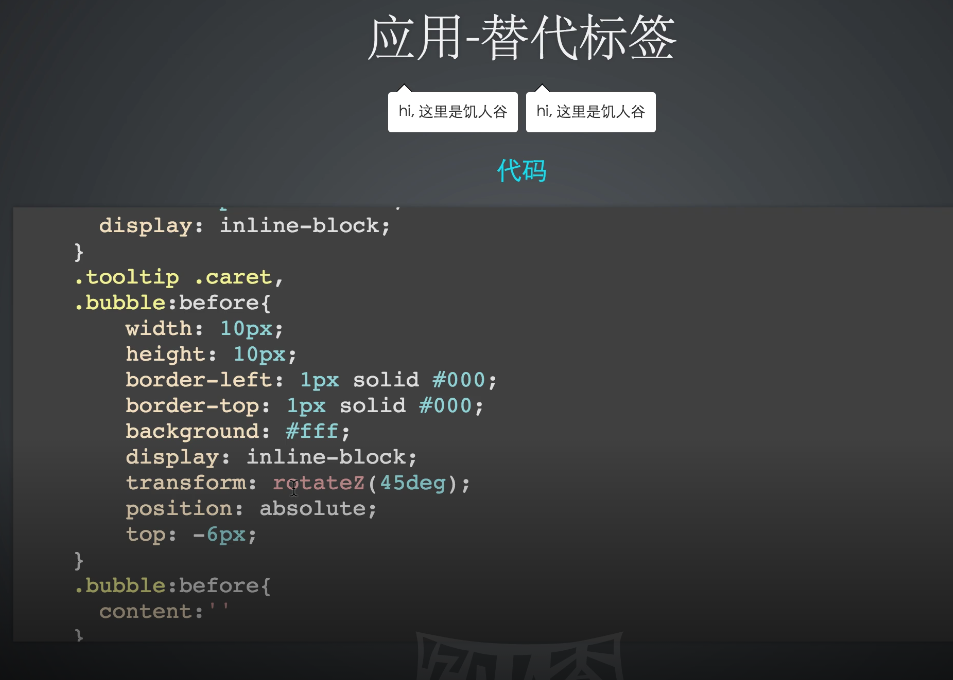 应用-替代标签
hi, 这里是饥人谷 hi, 这里是饥人谷
代码
display: inline-block;
}
.tooltip .caret,
.bubble:before{
width: 10px;
height: 10px;
border-left: 1px solid #000;
border-top: 1px solid #000;
background: #fff;
display: inline-block;
transform: rotateZ(45deg);
position: absolute;
top: -6px;
}
.bubble:before{
content:''
}